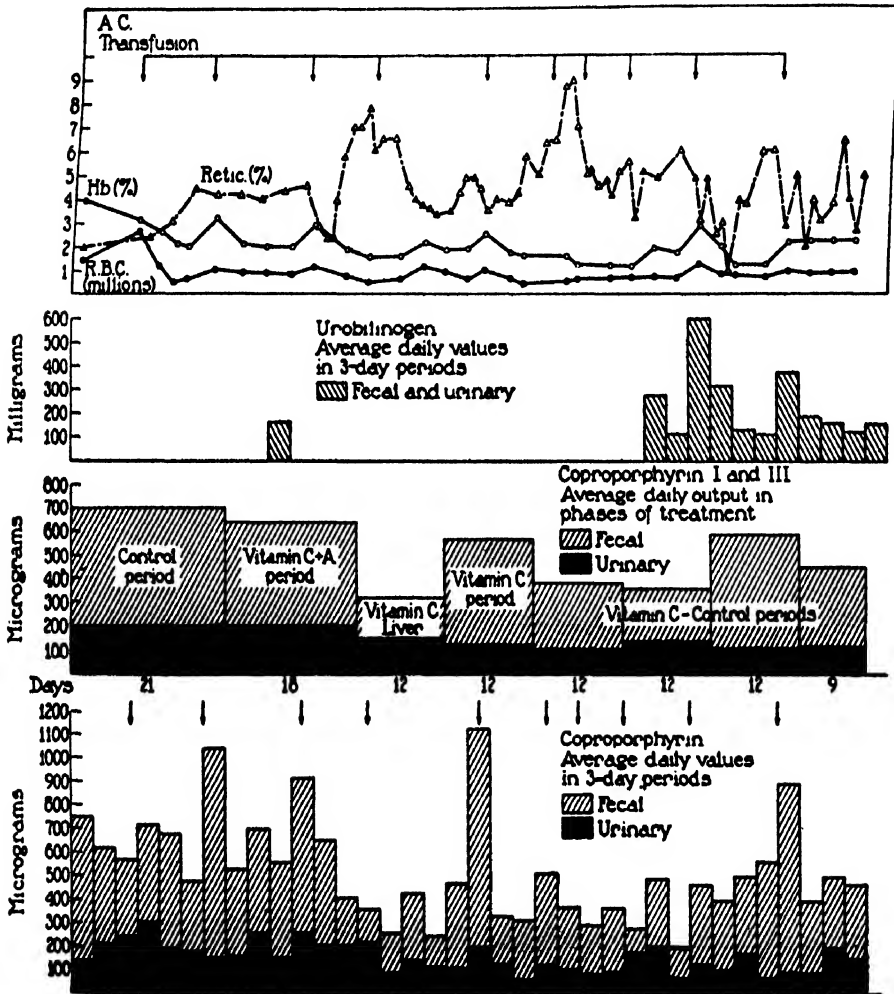 A C.
Transfusion
9
8
7
6
5
4
3
2
1
Hb (%)
Retic.(%)
R.B.C.
(millions)
Milligrams
600
500
400
300
200
100
Urobilinogen
Average daily values
in 3-day periods
Fecal and urinary
Micrograms
800
700
600
500
400
300
200
100
Coproporphyrin I and III
Average daily output in
phases of treatment
Fecal
Urinary
Control
period
Vitamin C+A
period
Vitamin C
Liver
Vitamin C
period
Vitamin C-Control periods
Days 21 18 12 12 12 12 12 9
Micrograms
1200
1100
1000
900
800
700
600
500
400
300
200
100
Coproporphyrin
Average daily values
in 3-day periods
Fecal
Urinary